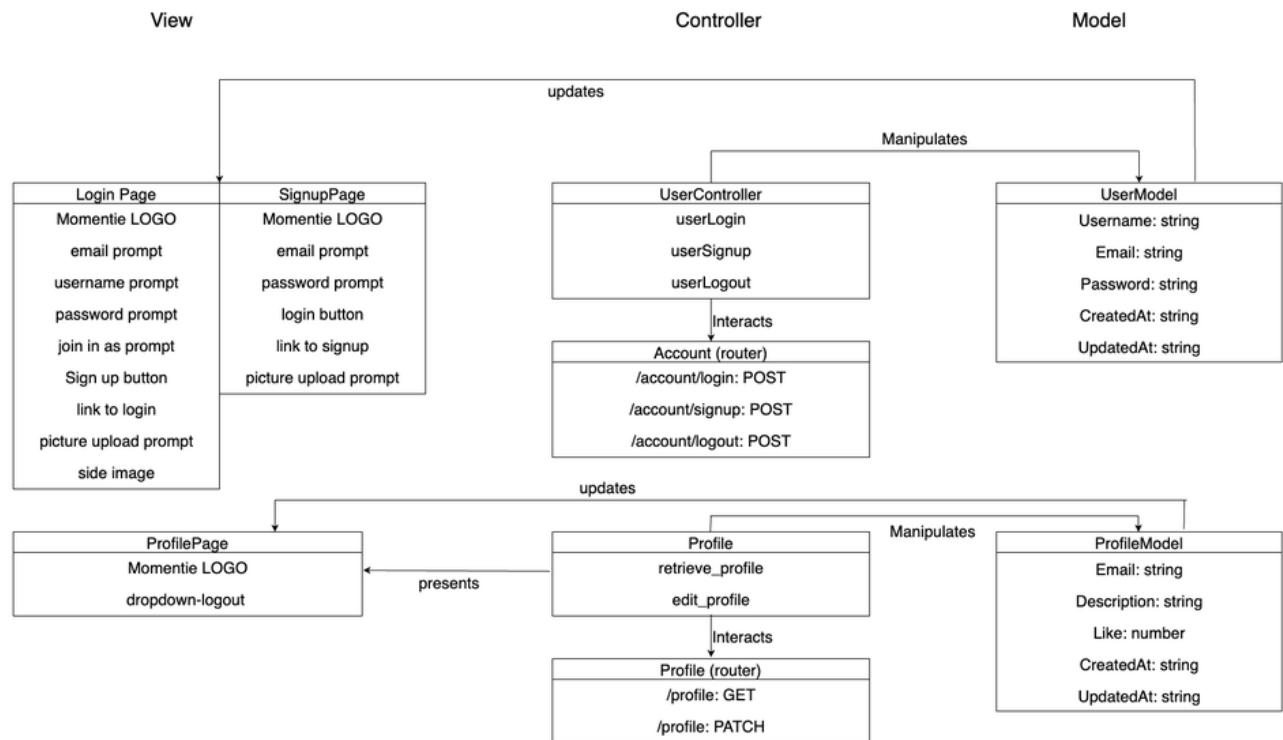 View
Controller
Model
updates
Manipulates
Login Page
Momentie LOGO
email prompt
username prompt
password prompt
join in as prompt
Sign up button
link to login
picture upload prompt
side image
SignupPage
Momentie LOGO
email prompt
password prompt
login button
link to signup
picture upload prompt
UserController
userLogin
userSignup
userLogout
Interacts
Account (router)
/account/login: POST
/account/signup: POST
/account/logout: POST
UserModel
Username: string
Email: string
Password: string
CreatedAt: string
UpdatedAt: string
updates
Manipulates
ProfilePage
Momentie LOGO
dropdown-logout
presents
Profile
retrieve_profile
edit_profile
Interacts
Profile (router)
/profile: GET
/profile: PATCH
ProfileModel
Email: string
Description: string
Like: number
CreatedAt: string
UpdatedAt: string